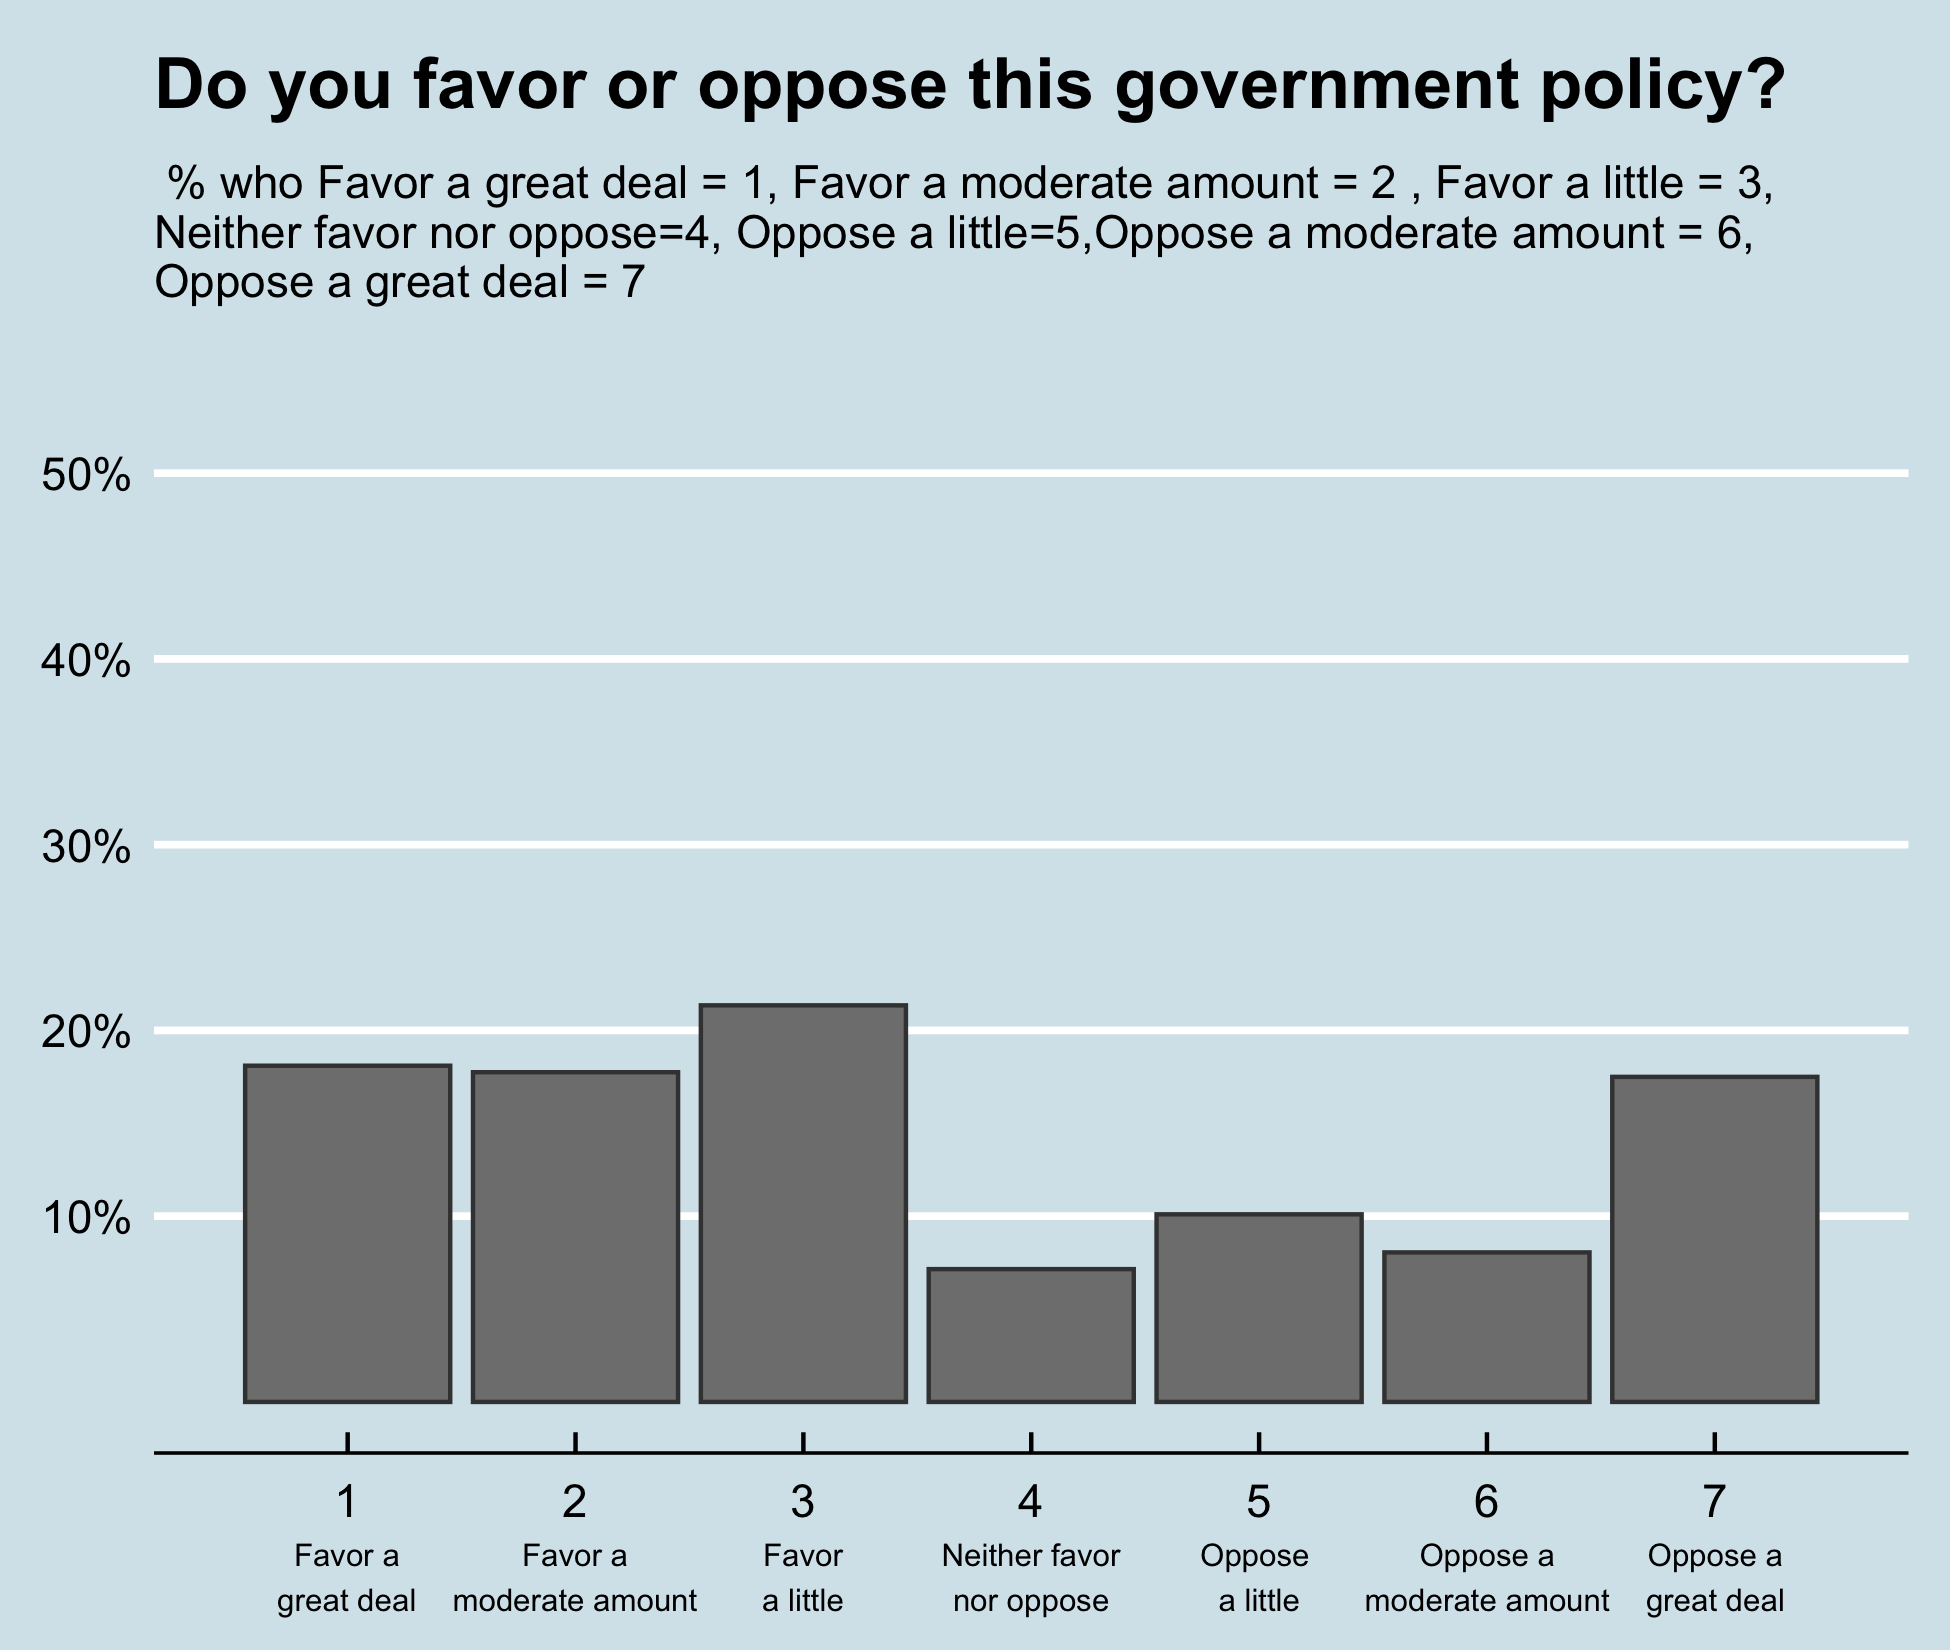 Do you favor or oppose this government policy?
% who Favor a great deal = 1, Favor a moderate amount = 2 , Favor a little = 3,
Neither favor nor oppose=4, Oppose a little=5,Oppose a moderate amount = 6,
Oppose a great deal = 7
50%
40%
30%
20%
10%
1 2 3 4 5 6 7
Favor a Favor a Favor Neither favor Oppose Oppose a Oppose a
great deal moderate amount a little nor oppose a little moderate amount great deal